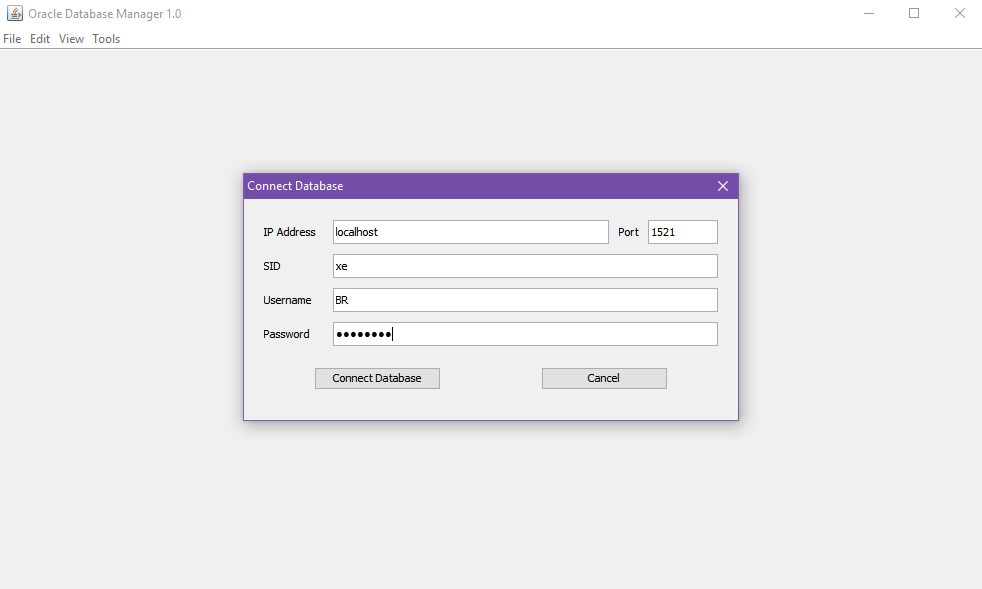 Oracle Database Manager 1.0
File Edit View Tools
Connect Database
IP Address localhost Port 1521
SID xe
Username BR
Password ●●●●●●●●
Connect Database Cancel